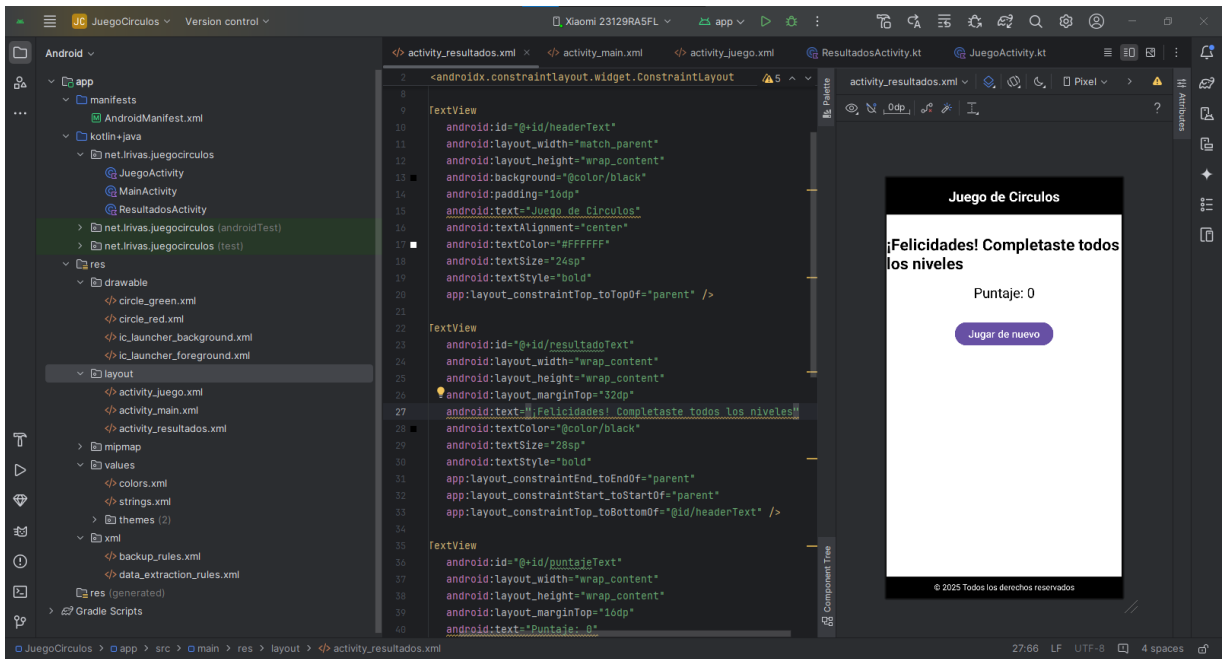 JC JuegoCirculos Version control Xiaomi 23129RA5FL app
Android
activity_resultados.xml activity_main.xml activity_juego.xml ResultadosActivity.kt JuegoActivity.kt
app
manifests
AndroidManifest.xml
kotlin+java
net.lrivas.juegocirculos
JuegoActivity
MainActivity
ResultadosActivity
net.lrivas.juegocirculos (androidTest)
net.lrivas.juegocirculos (test)
res
drawable
circle_green.xml
circle_red.xml
ic_launcher_background.xml
ic_launcher_foreground.xml
layout
activity_juego.xml
activity_main.xml
activity_resultados.xml
mipmap
values
colors.xml
strings.xml
themes (2)
xml
backup_rules.xml
data_extraction_rules.xml
res (generated)
Gradle Scripts
2 <androidx.constraintlayout.widget.ConstraintLayout 5
8
9 TextView
10 android:id="@+id/headerText"
11 android:layout_width="match_parent"
12 android:layout_height="wrap_content"
13 android:background="@color/black"
14 android:padding="16dp"
15 android:text="Juego de Circulos"
16 android:textAlignment="center"
17 android:textColor="#FFFFFF"
18 android:textSize="24sp"
19 android:textStyle="bold"
20 app:layout_constraintTop_toTopOf="parent" />
21
22 TextView
23 android:id="@+id/resultadoText"
24 android:layout_width="wrap_content"
25 android:layout_height="wrap_content"
26 android:layout_marginTop="32dp"
27 android:text="¡Felicidades! Completaste todos los niveles"
28 android:textColor="@color/black"
29 android:textSize="28sp"
30 android:textStyle="bold"
31 app:layout_constraintEnd_toEndOf="parent"
32 app:layout_constraintStart_toStartOf="parent"
33 app:layout_constraintTop_toBottomOf="@id/headerText" />
34
35 TextView
36 android:id="@+id/puntajeText"
37 android:layout_width="wrap_content"
38 android:layout_height="wrap_content"
39 android:layout_marginTop="16dp"
40 android:text="Puntaje: 0"
Palette
Component Tree
activity_resultados.xml Pixel
0dp ?
Attributes
Juego de Circulos
¡Felicidades! Completaste todos
los niveles
Puntaje: 0
Jugar de nuevo
© 2025 Todos los derechos reservados
JuegoCirculos > app > src > main > res > layout > activity_resultados.xml 27:66 LF UTF-8 4 spaces